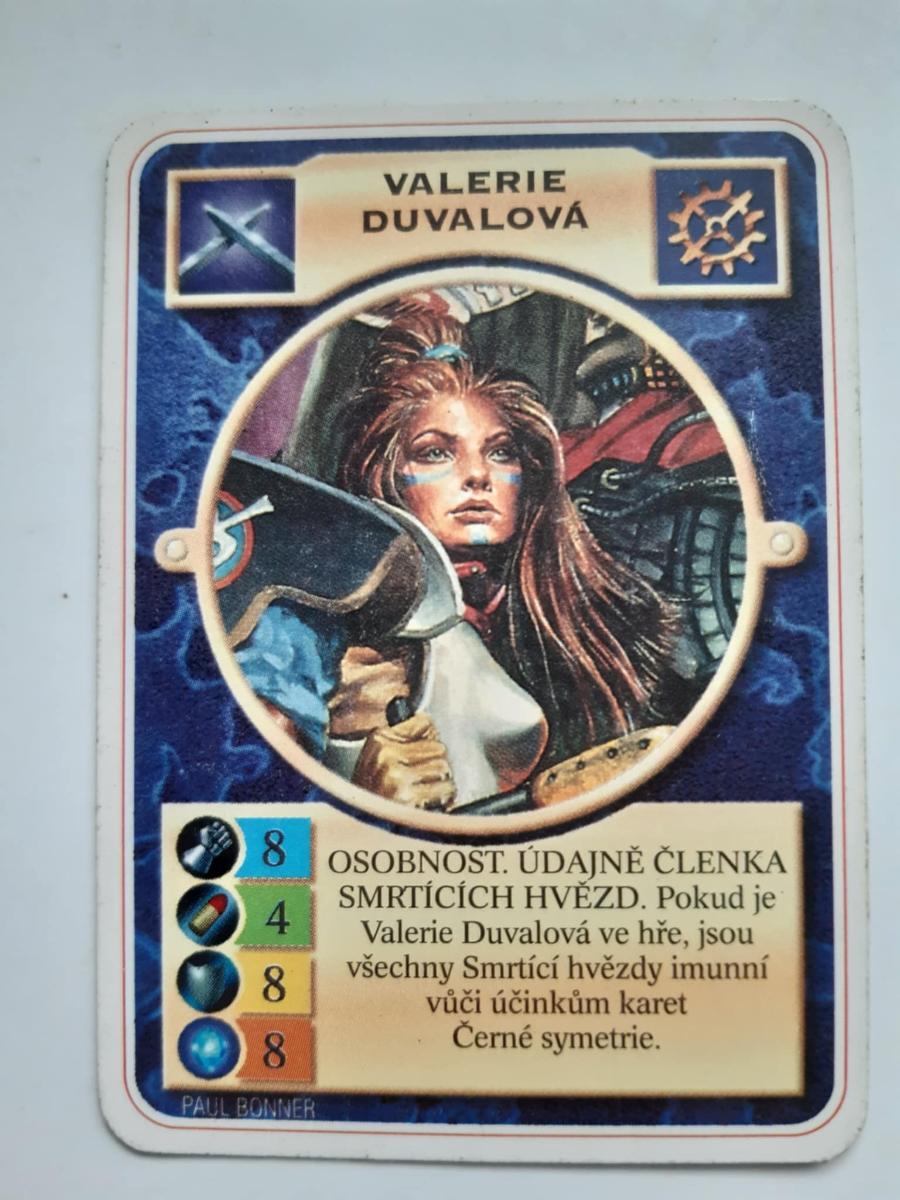 VALERIE
DUVALOVÁ
8
4
8
8
OSOBNOST. ÚDAJNĚ ČLENKA
SMRTÍCÍCH HVĚZD. Pokud je
Valerie Duvalová ve hře, jsou
všechny Smrtící hvězdy imunní
vůči účinkům karet
Černé symetrie.
PAUL BONNER